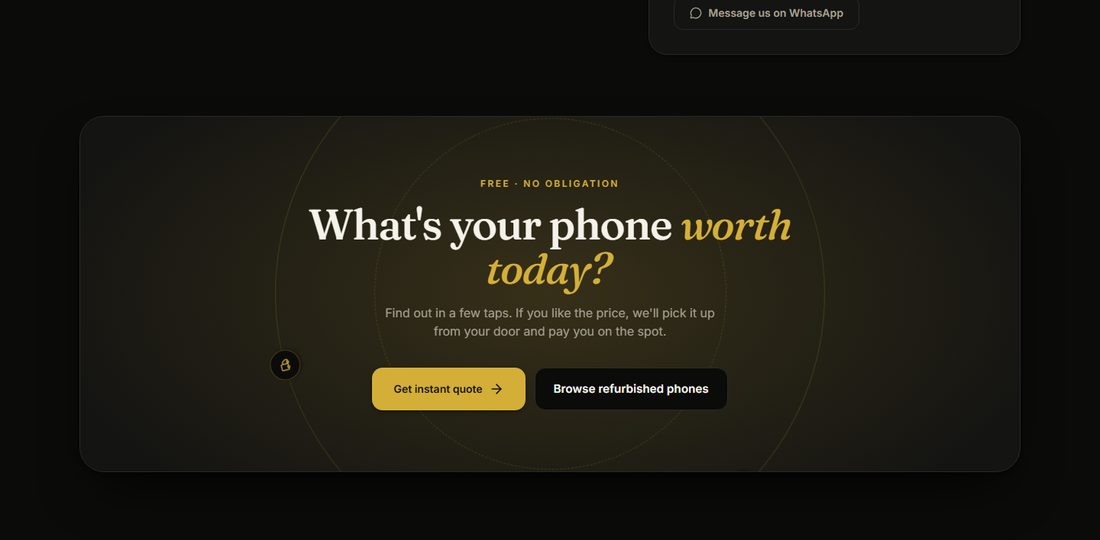 Message us on WhatsApp
FREE · NO OBLIGATION
What's your phone worth
today?
Find out in a few taps. If you like the price, we'll pick it up
from your door and pay you on the spot.
Get instant quote
Browse refurbished phones